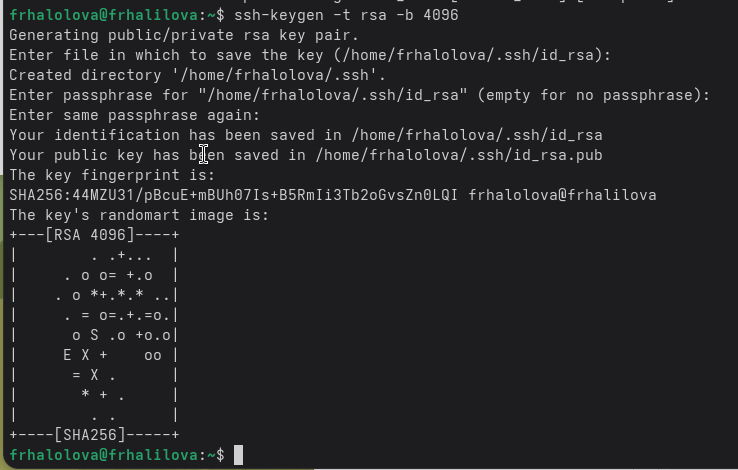 frhalolova@frhalilova:~$ ssh-keygen -t rsa -b 4096
Generating public/private rsa key pair.
Enter file in which to save the key (/home/frhalolova/.ssh/id_rsa):
Created directory '/home/frhalolova/.ssh'.
Enter passphrase for "/home/frhalolova/.ssh/id_rsa" (empty for no passphrase):
Enter same passphrase again:
Your identification has been saved in /home/frhalolova/.ssh/id_rsa
Your public key has been saved in /home/frhalolova/.ssh/id_rsa.pub
The key fingerprint is:
SHA256:44MZU31/pBcuE+mBUh07Is+B5RmIi3Tb2oGvsZn0LQI frhalolova@frhalilova
The key's randomart image is:
+---[RSA 4096]----+
|        . .+...  |
|     . o o= +.o  |
|    . o *+.*.* ..|
|     . = o=.+.=o.|
|      o S .o +o.o|
|     E X +    oo |
|      = X .      |
|       * + .     |
|        . .      |
+----[SHA256]-----+
frhalolova@frhalilova:~$